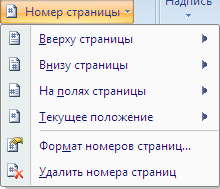 Номер страницы
Надпись
Вверху страницы
Внизу страницы
На полях страницы
Текущее положение
Формат номеров страниц...
Удалить номера страниц